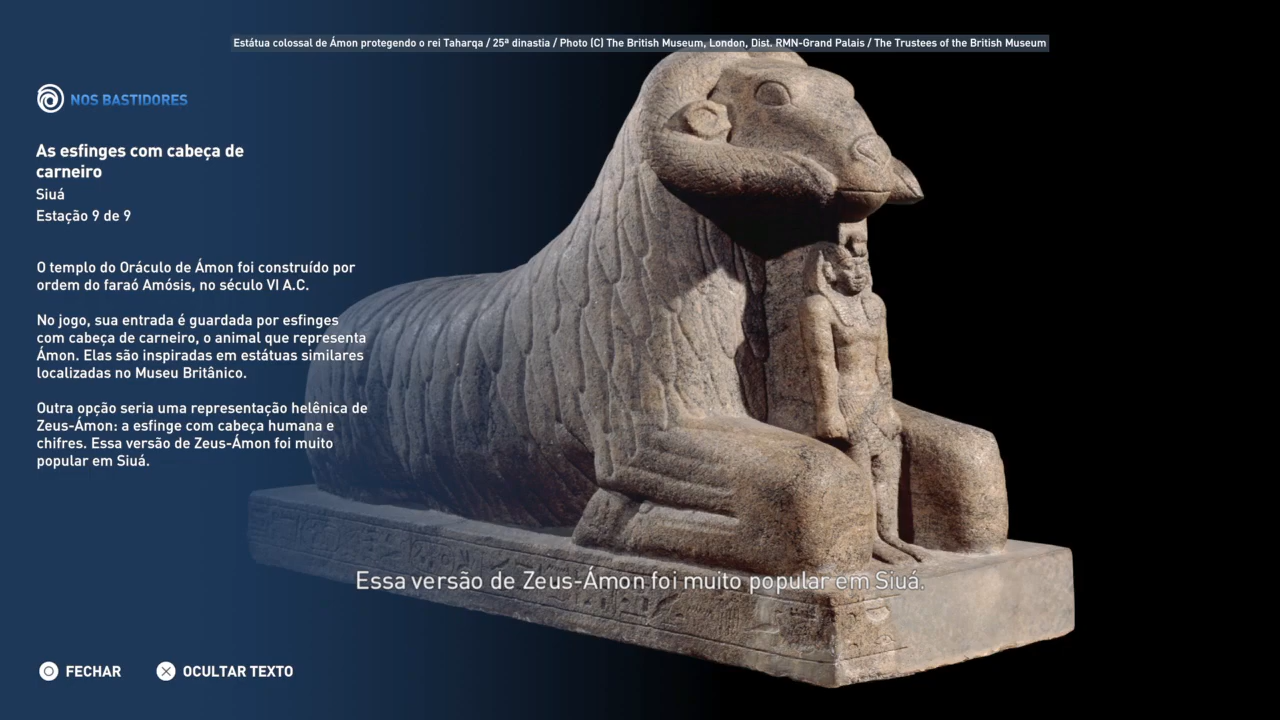 Estátua colossal de Ámon protegendo o rei Taharqa / 25ª dinastia / Photo (C) The British Museum, London, Dist. RMN-Grand Palais / The Trustees of the British Museum
NOS BASTIDORES
As esfinges com cabeça de
carneiro
Siuá
Estação 9 de 9
O templo do Oráculo de Ámon foi construído por
ordem do faraó Amósis, no século VI A.C.
No jogo, sua entrada é guardada por esfinges
com cabeça de carneiro, o animal que representa
Ámon. Elas são inspiradas em estátuas similares
localizadas no Museu Britânico.
Outra opção seria uma representação helênica de
Zeus-Ámon: a esfinge com cabeça humana e
chifres. Essa versão de Zeus-Ámon foi muito
popular em Siuá.
Essa versão de Zeus-Ámon foi muito popular em Siuá.
FECHAR
OCULTAR TEXTO